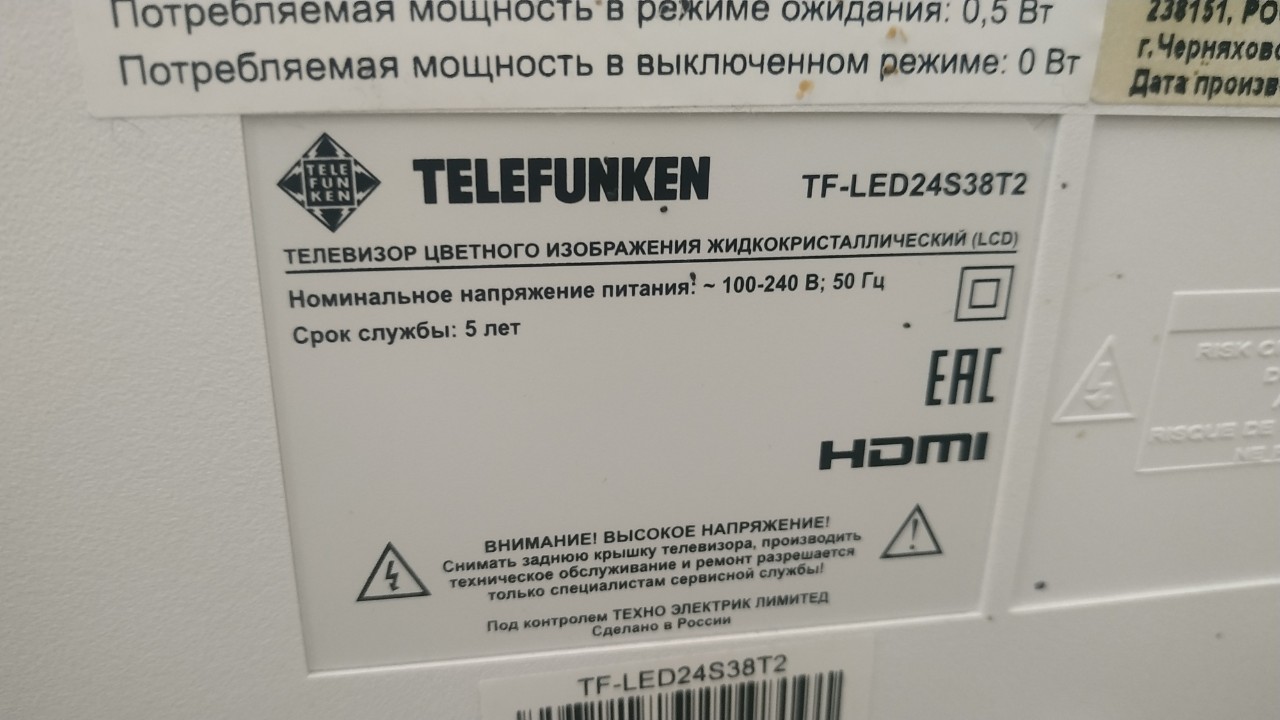 Потребляемая мощность в режиме ожидания: 0,5 Вт
Потребляемая мощность в выключенном режиме: 0 Вт
238151, РО
г.Черняхово
Дата произв
TELE
FUN
KEN
TELEFUNKEN
TF-LED24S38T2
ТЕЛЕВИЗОР ЦВЕТНОГО ИЗОБРАЖЕНИЯ ЖИДКОКРИСТАЛЛИЧЕСКИЙ (LCD)
Номинальное напряжение питания: ~ 100-240 В; 50 Гц
Срок службы: 5 лет
EAC
HDMI
RISK O
RISQUE DE
ВНИМАНИЕ! ВЫСОКОЕ НАПРЯЖЕНИЕ!
Снимать заднюю крышку телевизора, производить
техническое обслуживание и ремонт разрешается
только специалистам сервисной службы!
Под контролем ТЕХНО ЭЛЕКТРИК ЛИМИТЕД
Сделано в России
TF-LED24S38T2